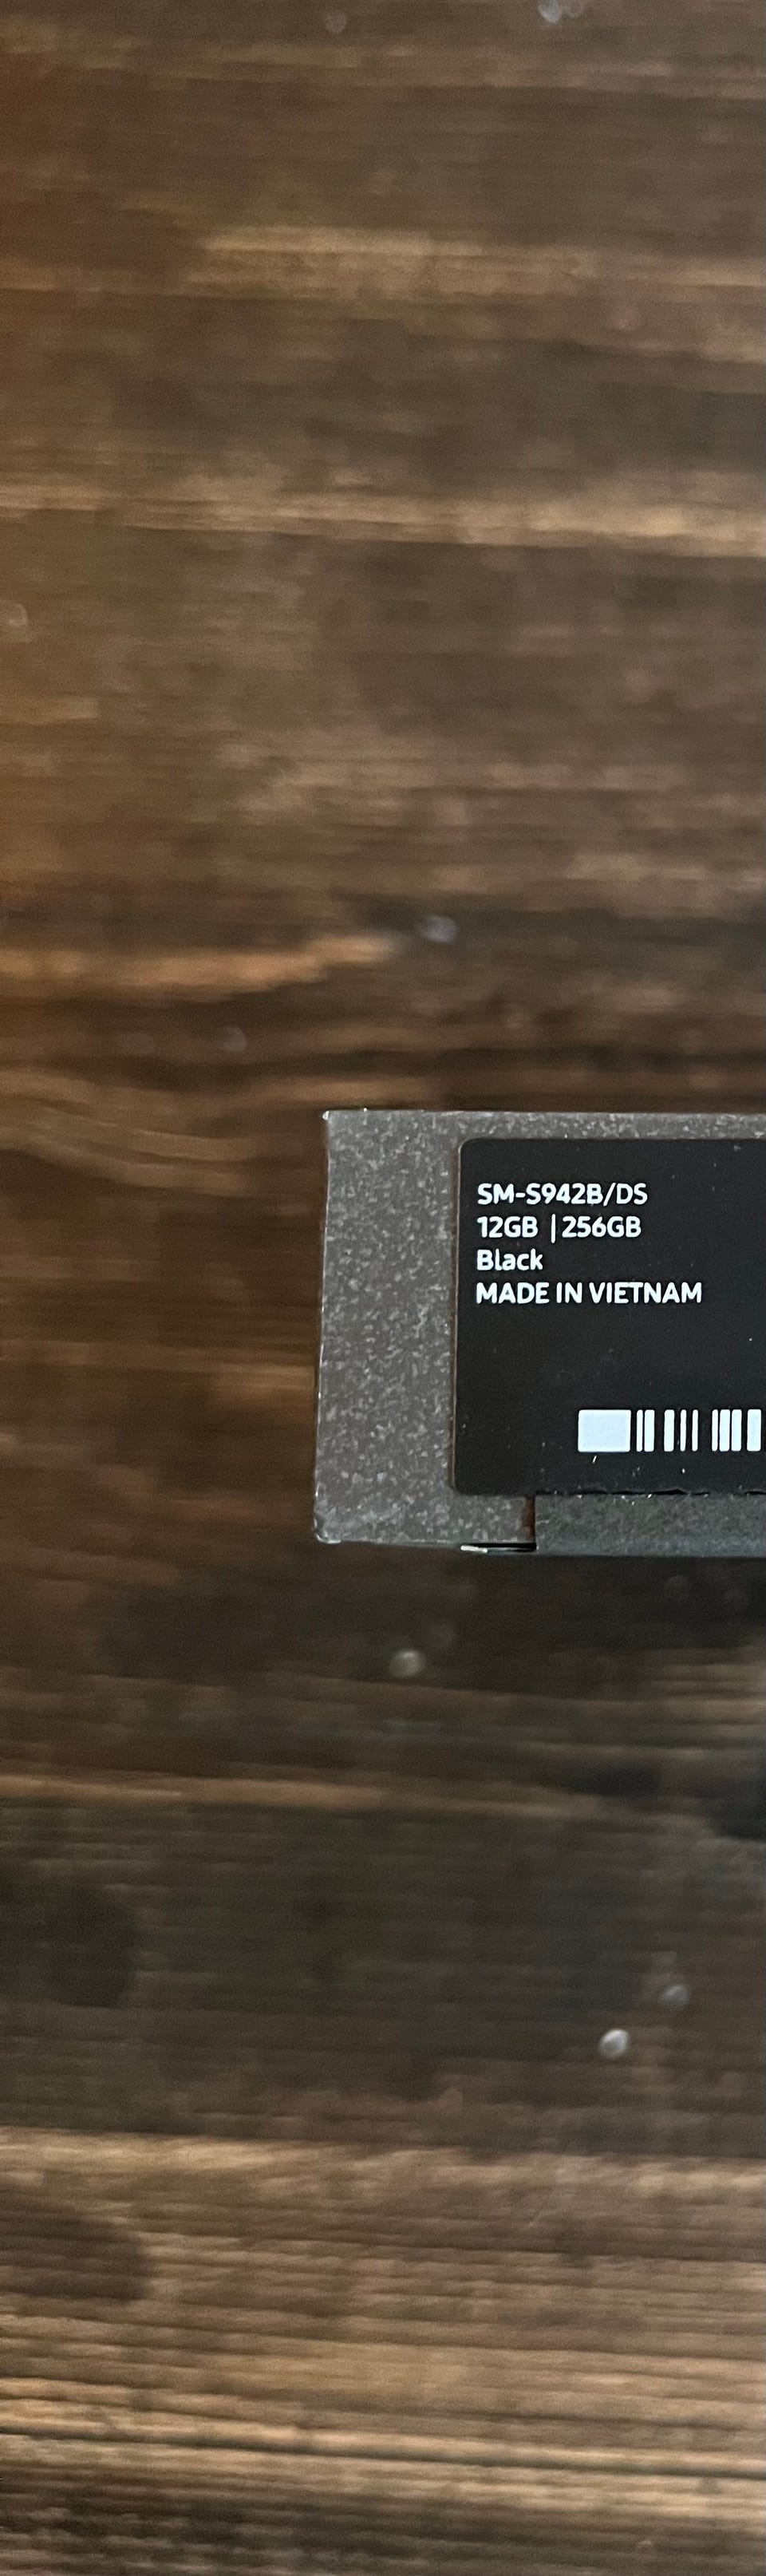 SM-S942B/DS
12GB | 256GB
Black
MADE IN VIETNAM